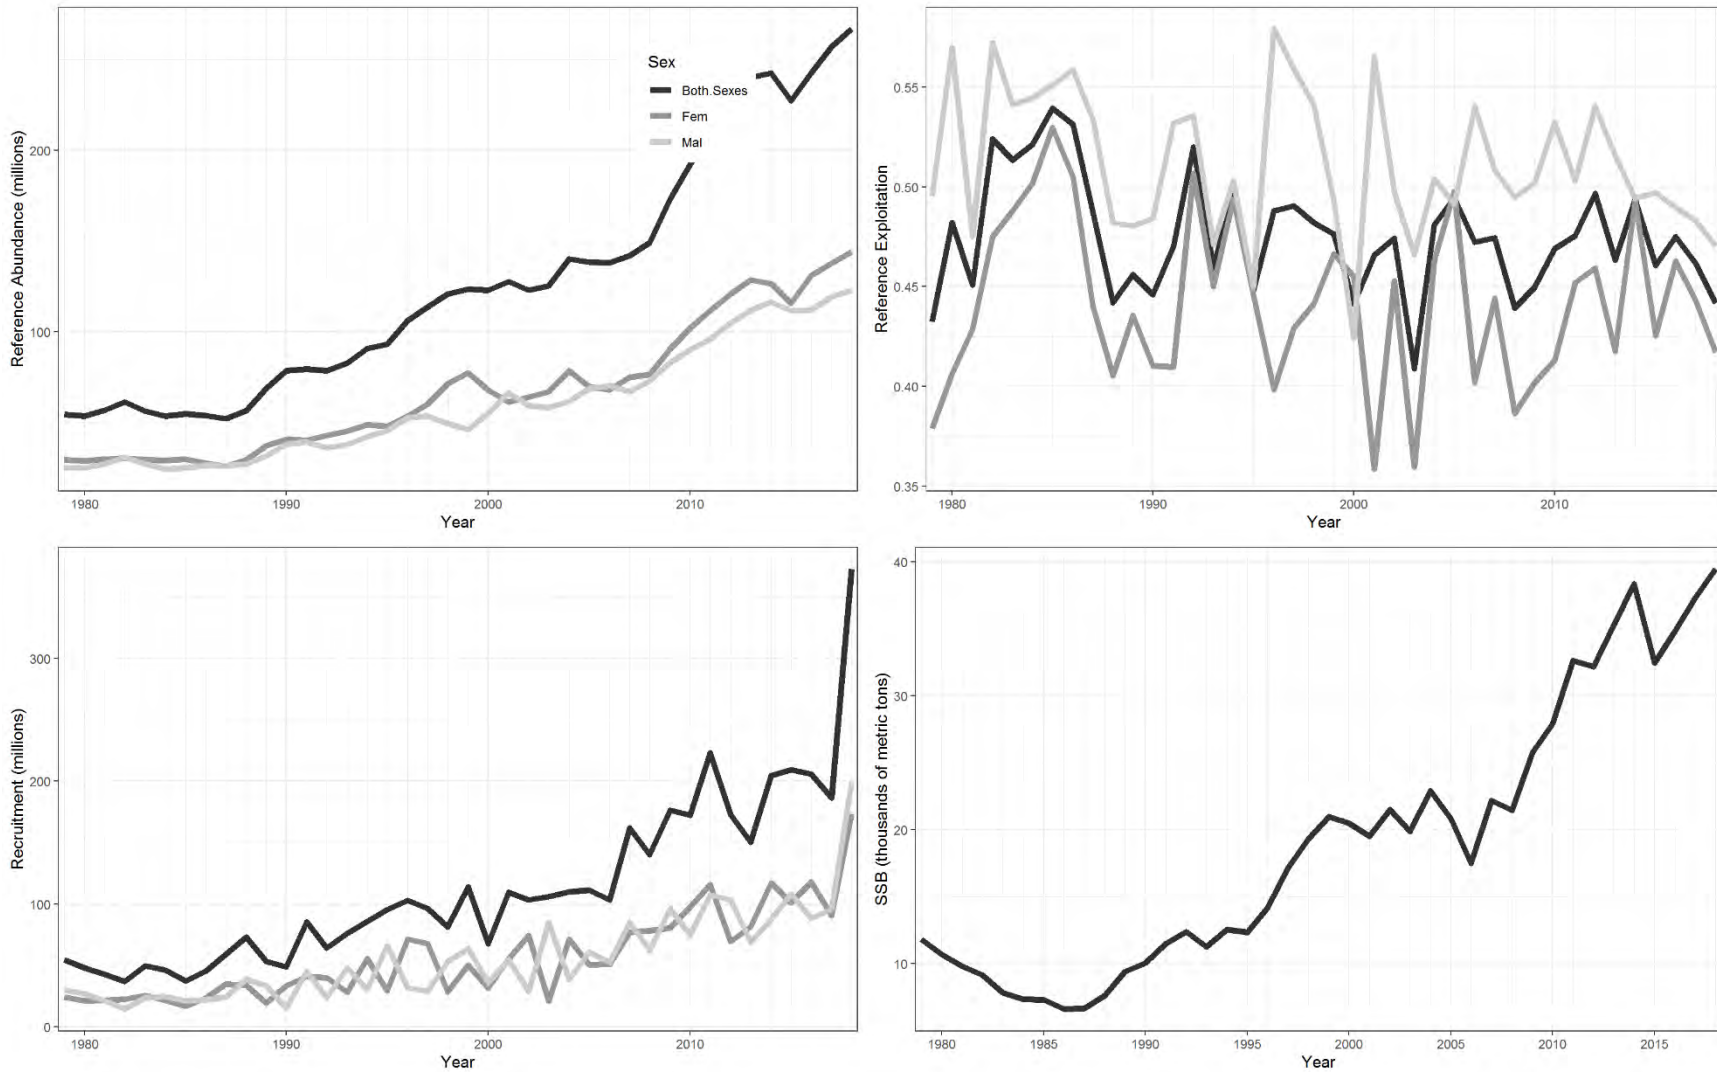 Reference Abundance (millions)
200
100
Sex
Both.Sexes
Fem
Mal
1980
1990
2000
2010
Year
Reference Exploitation
0.55
0.50
0.45
0.40
0.35
1980
1990
2000
2010
Year
Recruitment (millions)
300
200
100
0
1980
1990
2000
2010
Year
SSB (thousands of metric tons)
40
30
20
10
1980
1985
1990
1995
2000
2005
2010
2015
Year